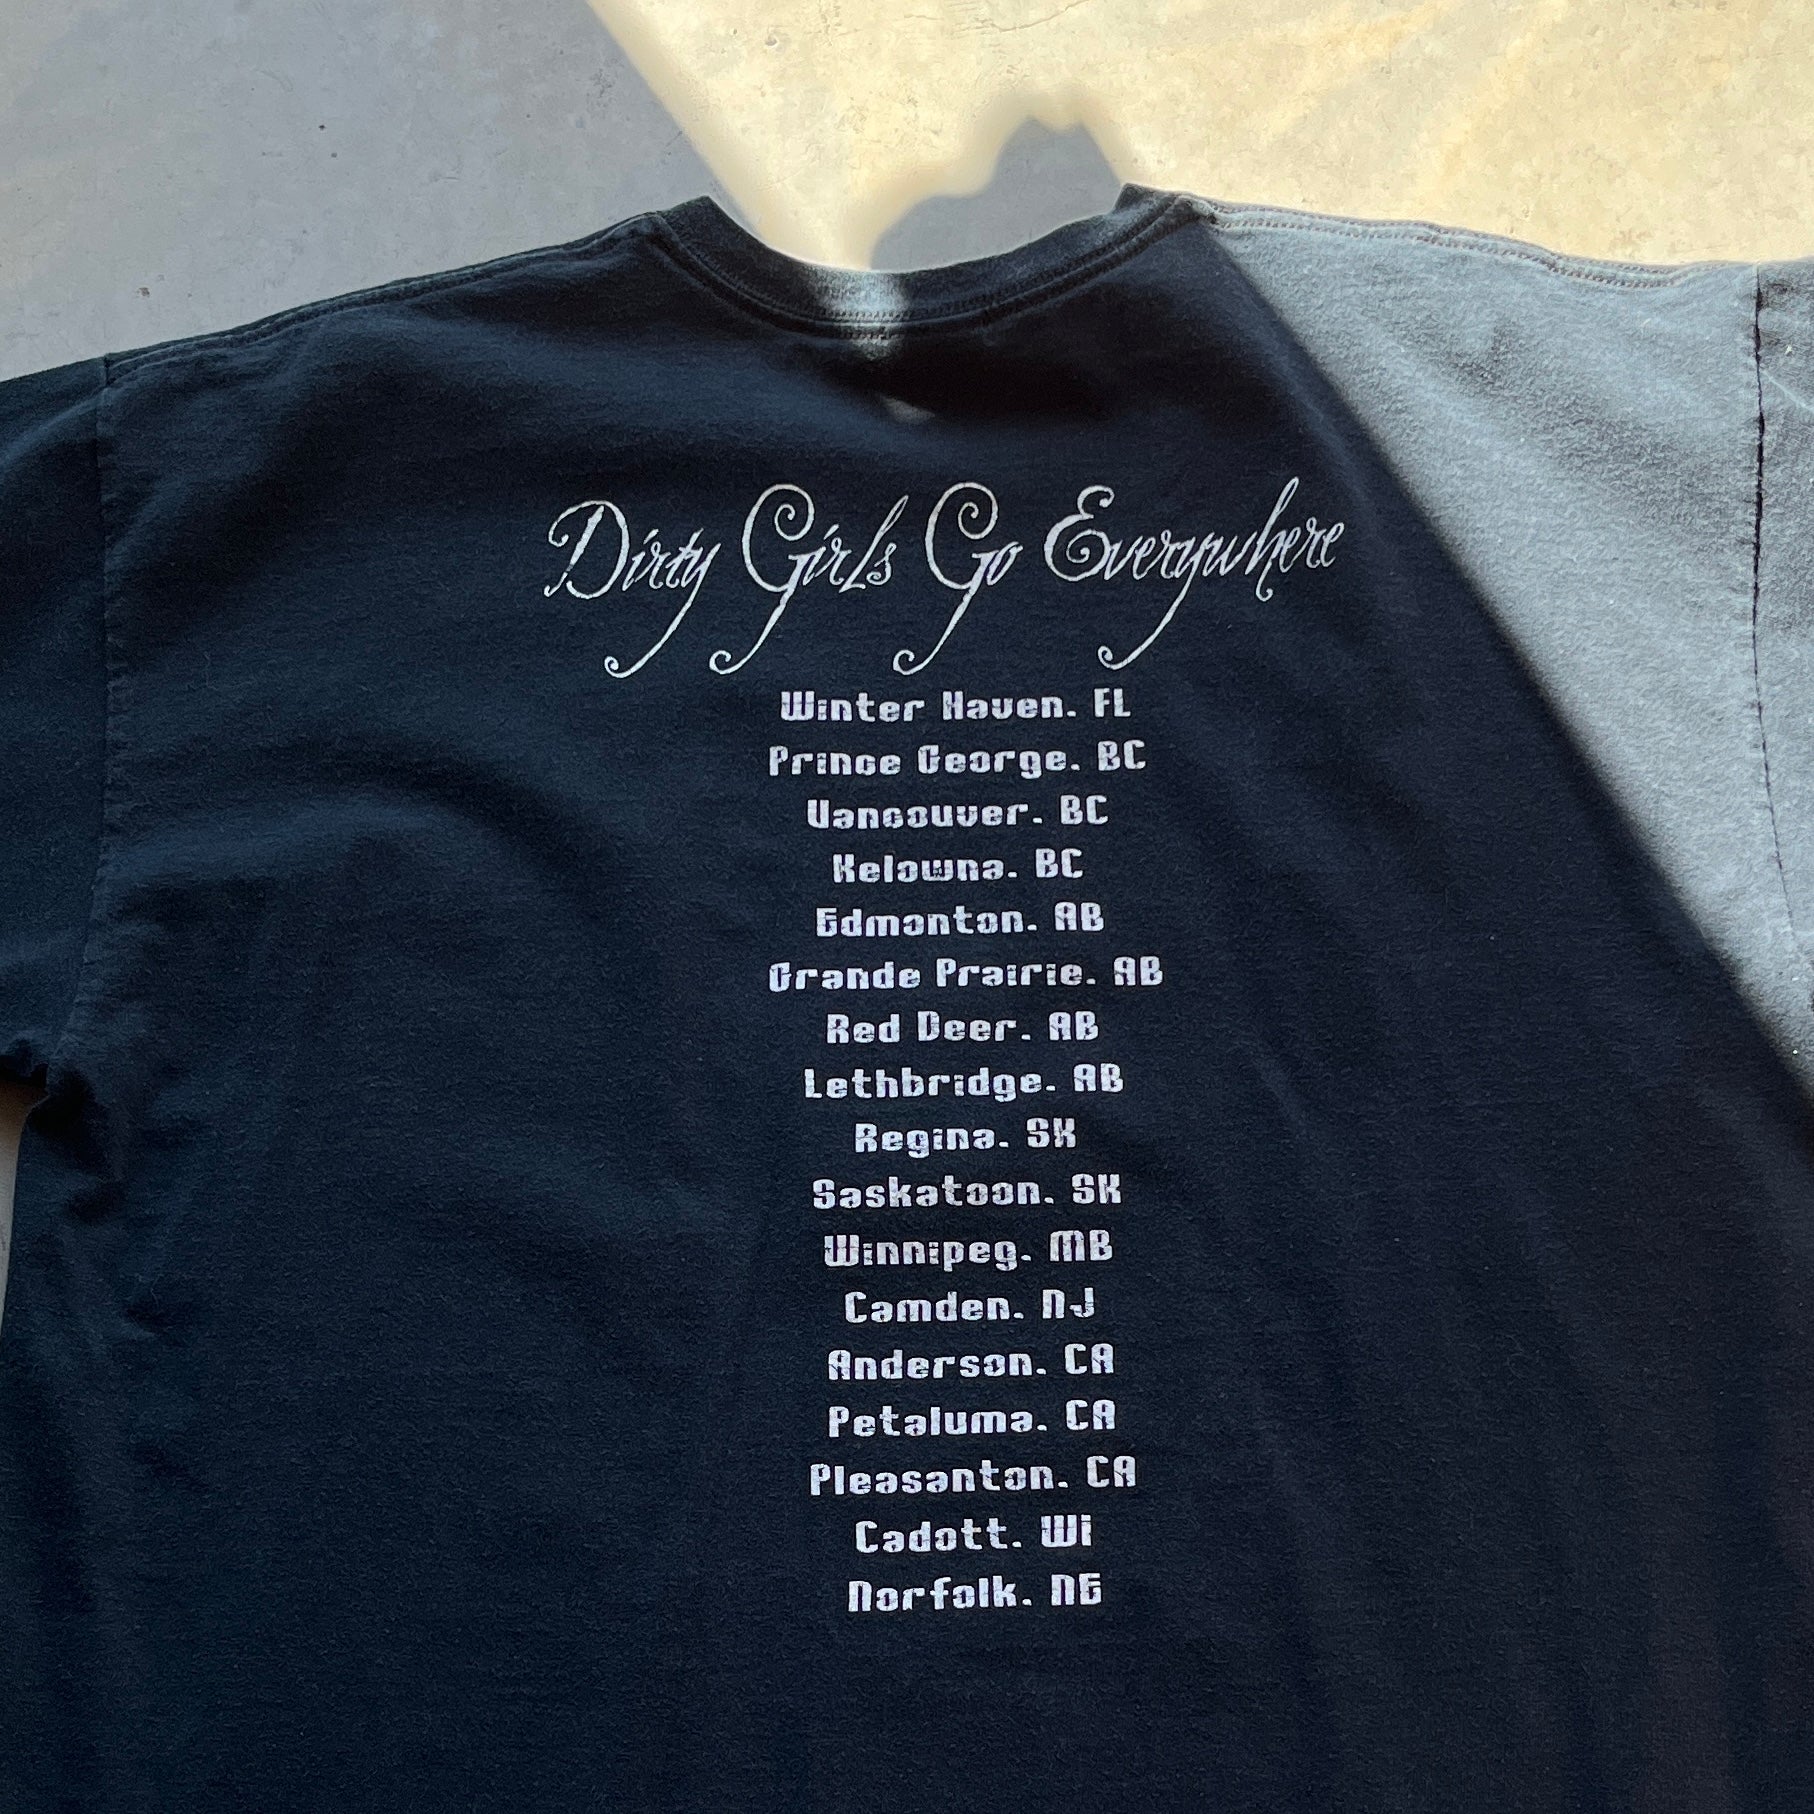 Dirty Girls Go Everywhere
Winter Haven. FL
Prince George. BC
Vancouver. BC
Kelowna. BC
Edmonton. AB
Grande Prairie. AB
Red Deer. AB
Lethbridge. AB
Regina. SK
Saskatoon. SK
Winnipeg. MB
Camden. NJ
Anderson. CA
Petaluma. CA
Pleasanton. CA
Cadott. Wi
Norfolk. NE